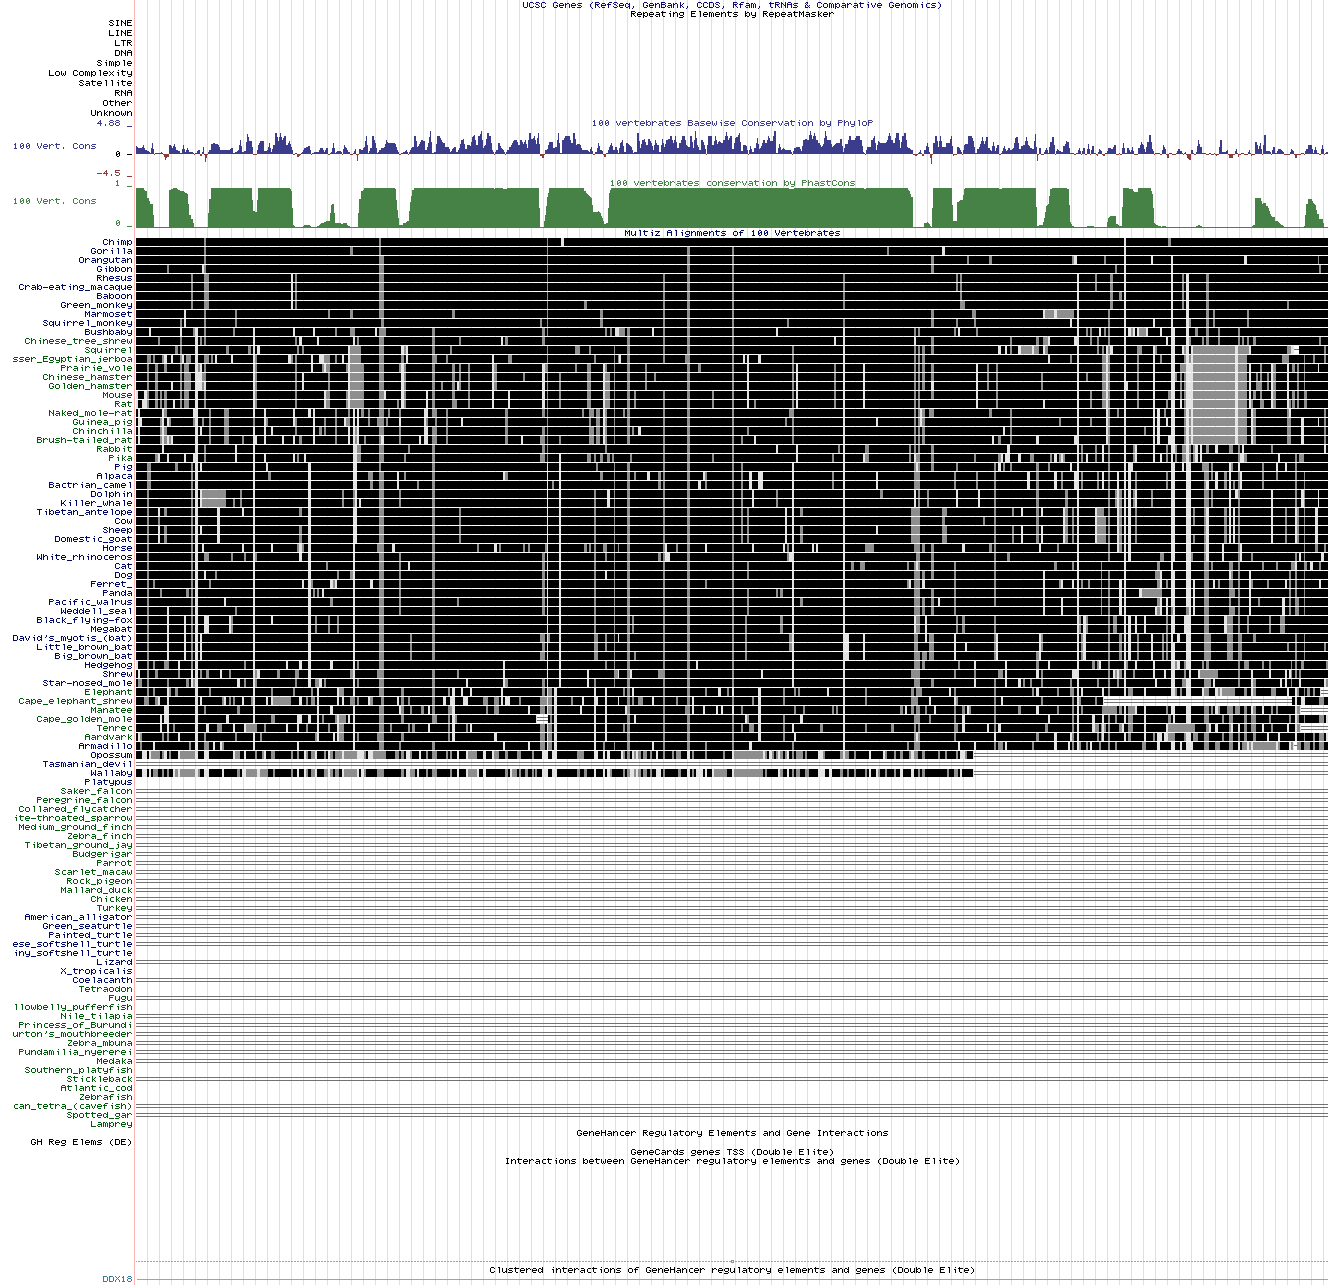 UCSC Genes (RefSeq, GenBank, CCDS, Rfam, tRNAs & Comparative Genomics)
Repeating Elements by RepeatMasker
SINE
LINE
LTR
DNA
Simple
Low Complexity
Satellite
RNA
Other
Unknown
4.88 _
100 vertebrates Basewise Conservation by PhyloP
100 Vert. Cons
0 _
-4.5 _
100 vertebrates conservation by PhastCons
1 _
100 Vert. Cons
0 _
Multiz Alignments of 100 Vertebrates
Chimp
Gorilla
Orangutan
Gibbon
Rhesus
Crab-eating_macaque
Baboon
Green_monkey
Marmoset
Squirrel_monkey
Bushbaby
Chinese_tree_shrew
Squirrel
sser_Egyptian_jerboa
Prairie_vole
Chinese_hamster
Golden_hamster
Mouse
Rat
Naked_mole-rat
Guinea_pig
Chinchilla
Brush-tailed_rat
Rabbit
Pika
Pig
Alpaca
Bactrian_camel
Dolphin
Killer_whale
Tibetan_antelope
Cow
Sheep
Domestic_goat
Horse
White_rhinoceros
Cat
Dog
Ferret_
Panda
Pacific_walrus
Weddell_seal
Black_flying-fox
Megabat
David's_myotis_(bat)
Little_brown_bat
Big_brown_bat
Hedgehog
Shrew
Star-nosed_mole
Elephant
Cape_elephant_shrew
Manatee
Cape_golden_mole
Tenrec
Aardvark
Armadillo
Opossum
Tasmanian_devil
Wallaby
Platypus
Saker_falcon
Peregrine_falcon
Collared_flycatcher
ite-throated_sparrow
Medium_ground_finch
Zebra_finch
Tibetan_ground_jay
Budgerigar
Parrot
Scarlet_macaw
Rock_pigeon
Mallard_duck
Chicken
Turkey
American_alligator
Green_seaturtle
Painted_turtle
ese_softshell_turtle
iny_softshell_turtle
Lizard
X_tropicalis
Coelacanth
Tetraodon
Fugu
llowbelly_pufferfish
Nile_tilapia
Princess_of_Burundi
urton's_mouthbreeder
Zebra_mbuna
Pundamilia_nyererei
Medaka
Southern_platyfish
Stickleback
Atlantic_cod
Zebrafish
can_tetra_(cavefish)
Spotted_gar
Lamprey
GeneHancer Regulatory Elements and Gene Interactions
GH Reg Elems (DE)
GeneCards genes TSS (Double Elite)
Interactions between GeneHancer regulatory elements and genes (Double Elite)
Clustered interactions of GeneHancer regulatory elements and genes (Double Elite)
DDX18